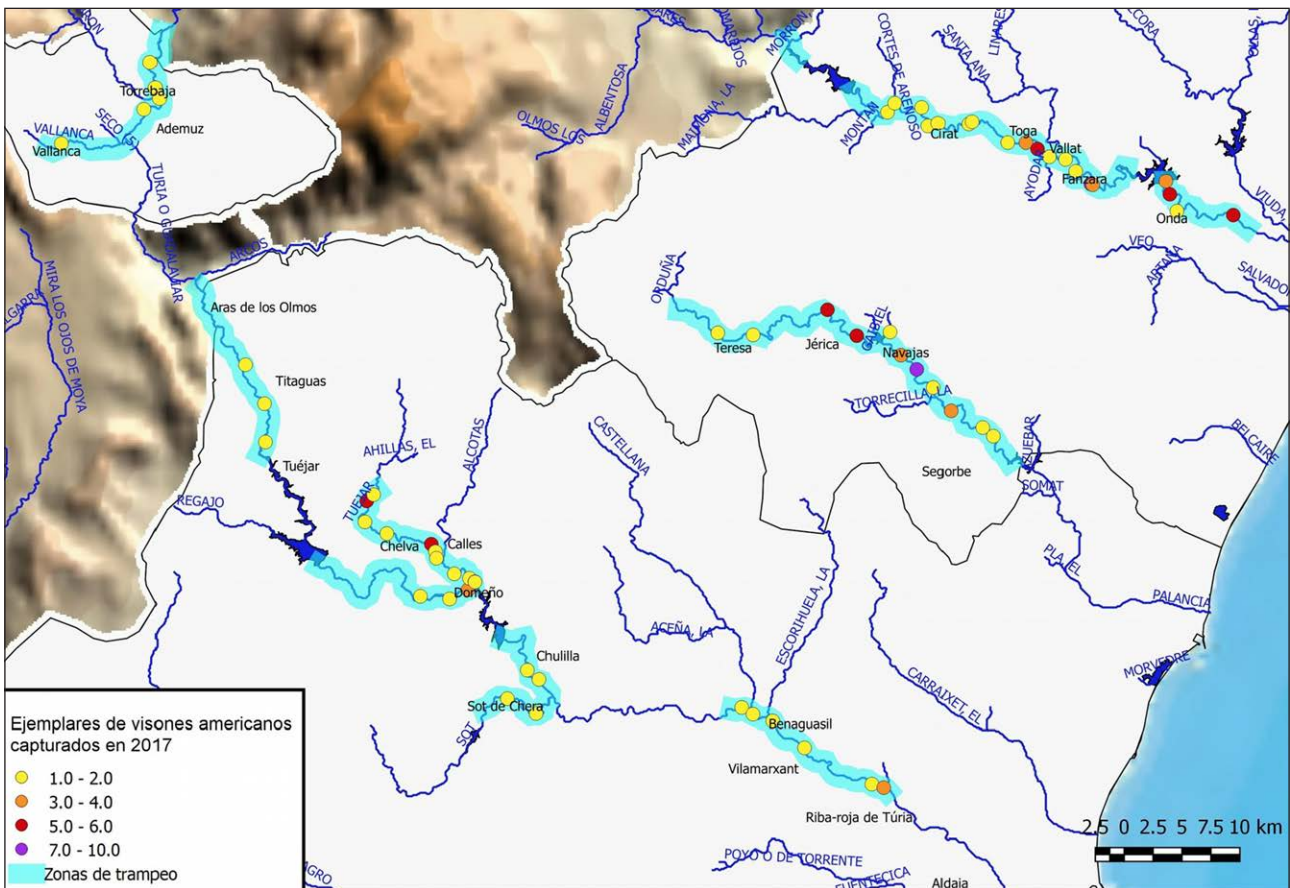 MORRON,
CORTES DE ARENOSO
SANTA ANA
LINARES
ALBENTOSA
OLMOS LOS
MAIMONA, LA
MONTAN
Torrebaja
Ademuz
VALLANCA
SECO (S)
Vallanca
Cirat
Toga
Vallat
AYODAR
Fanzara
Onda
VIUDA,
VEO
ARTANA
SALVADOR
TURIA O GUADALAVIAR
ARCOS
MIRA LOS OJOS DE MOYA
Aras de los Olmos
ORDUÑA
Teresa
Jérica
GAIBIEL
Navajas
TORRECILLA, LA
Titaguas
Tuéjar
REGAJO
AHILLAS, EL
ALCOTAS
CASTELLANA
TUEJAR
Chelva
Calles
Domeño
Segorbe
AZUEBAR
SOMAT
BELCAIRE
PLA, EL
PALANCIA
ESCORIHUELA, LA
ACEÑA, LA
Chulilla
Sot de Chera
SOT
MORVEDRE
CARRAIXET, EL
Benaguasil
Vilamarxant
Riba-roja de Túria
POYO O DE TORRENTE
Aldaia
AGRO
Ejemplares de visones americanos
capturados en 2017
1.0 - 2.0
3.0 - 4.0
5.0 - 6.0
7.0 - 10.0
Zonas de trampeo
2.5 0 2.5 5 7.5 10 km